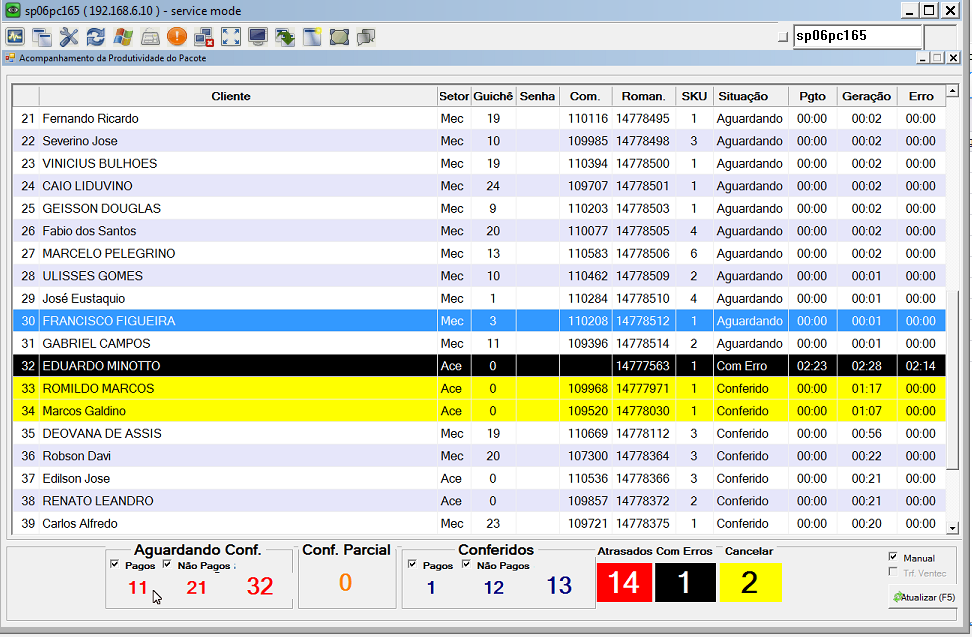 sp06pc165 ( 192.168.6.10 ) - service mode
sp06pc165
Acompanhamento da Produtividade do Pacote
Cliente Setor Guichê Senha Com. Roman. SKU Situação Pgto Geração Erro
21 Fernando Ricardo Mec 19 110116 14778495 1 Aguardando 00:00 00:02 00:00
22 Severino Jose Mec 10 109985 14778498 3 Aguardando 00:00 00:02 00:00
23 VINICIUS BULHOES Mec 19 110394 14778500 1 Aguardando 00:00 00:02 00:00
24 CAIO LIDUVINO Mec 24 109707 14778501 1 Aguardando 00:00 00:02 00:00
25 GEISSON DOUGLAS Mec 9 110203 14778503 1 Aguardando 00:00 00:02 00:00
26 Fabio dos Santos Mec 20 110077 14778505 4 Aguardando 00:00 00:02 00:00
27 MARCELO PELEGRINO Mec 13 110583 14778506 6 Aguardando 00:00 00:02 00:00
28 ULISSES GOMES Mec 10 110462 14778509 2 Aguardando 00:00 00:01 00:00
29 José Eustaquio Mec 1 110284 14778510 4 Aguardando 00:00 00:01 00:00
30 FRANCISCO FIGUEIRA Mec 3 110208 14778512 1 Aguardando 00:00 00:01 00:00
31 GABRIEL CAMPOS Mec 11 109396 14778514 2 Aguardando 00:00 00:01 00:00
32 EDUARDO MINOTTO Ace 0 14777563 1 Com Erro 02:23 02:28 02:14
33 ROMILDO MARCOS Ace 0 109968 14777971 1 Conferido 00:00 01:17 00:00
34 Marcos Galdino Ace 0 109520 14778030 1 Conferido 00:00 01:07 00:00
35 DEOVANA DE ASSIS Mec 19 110669 14778112 3 Conferido 00:00 00:56 00:00
36 Robson Davi Mec 20 107300 14778364 3 Conferido 00:00 00:22 00:00
37 Edilson Jose Ace 0 110536 14778366 3 Conferido 00:00 00:21 00:00
38 RENATO LEANDRO Ace 0 109857 14778372 2 Conferido 00:00 00:21 00:00
39 Carlos Alfredo Mec 23 109721 14778375 1 Conferido 00:00 00:20 00:00
Aguardando Conf. Conf. Parcial Conferidos Atrasados Com Erros Cancelar
Pagos Não Pagos : Pagos Não Pagos Manual
Trf. Ventec
11 21 32 0 1 12 13 14 1 2
Atualizar (F5)